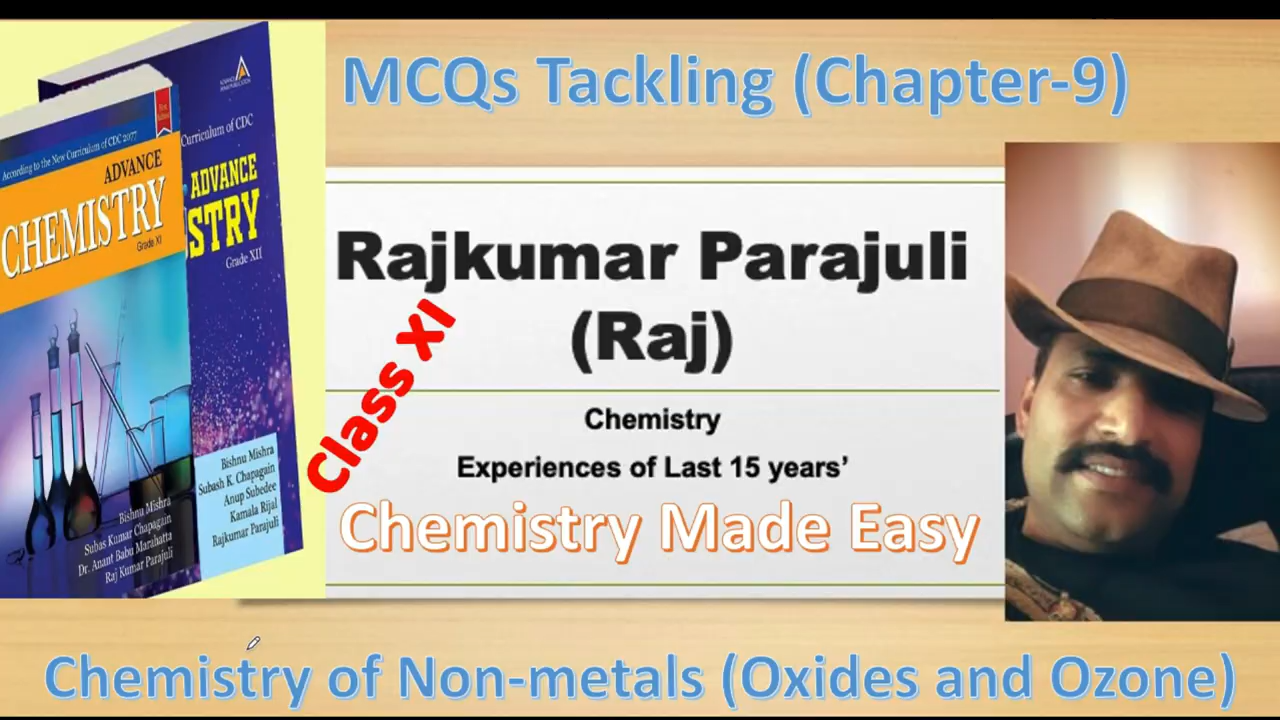 MCQs Tackling (Chapter-9)
According to the New Curriculum of CDC 2077
ADVANCE
CHEMISTRY
Grade XI
Bishnu Mishra
Subas Kumar Chapagain
Dr. Anant Babu Marahatta
Raj Kumar Parajuli
Curriculum of CDC
ADVANCE
STRY
Grade XII
Bishnu Mishra
Subash K. Chapagain
Anup Subedee
Kamala Rijal
Rajkumar Parajuli
Rajkumar Parajuli
(Raj)
Class XI
Chemistry
Experiences of Last 15 years’
Chemistry Made Easy
Chemistry of Non-metals (Oxides and Ozone)